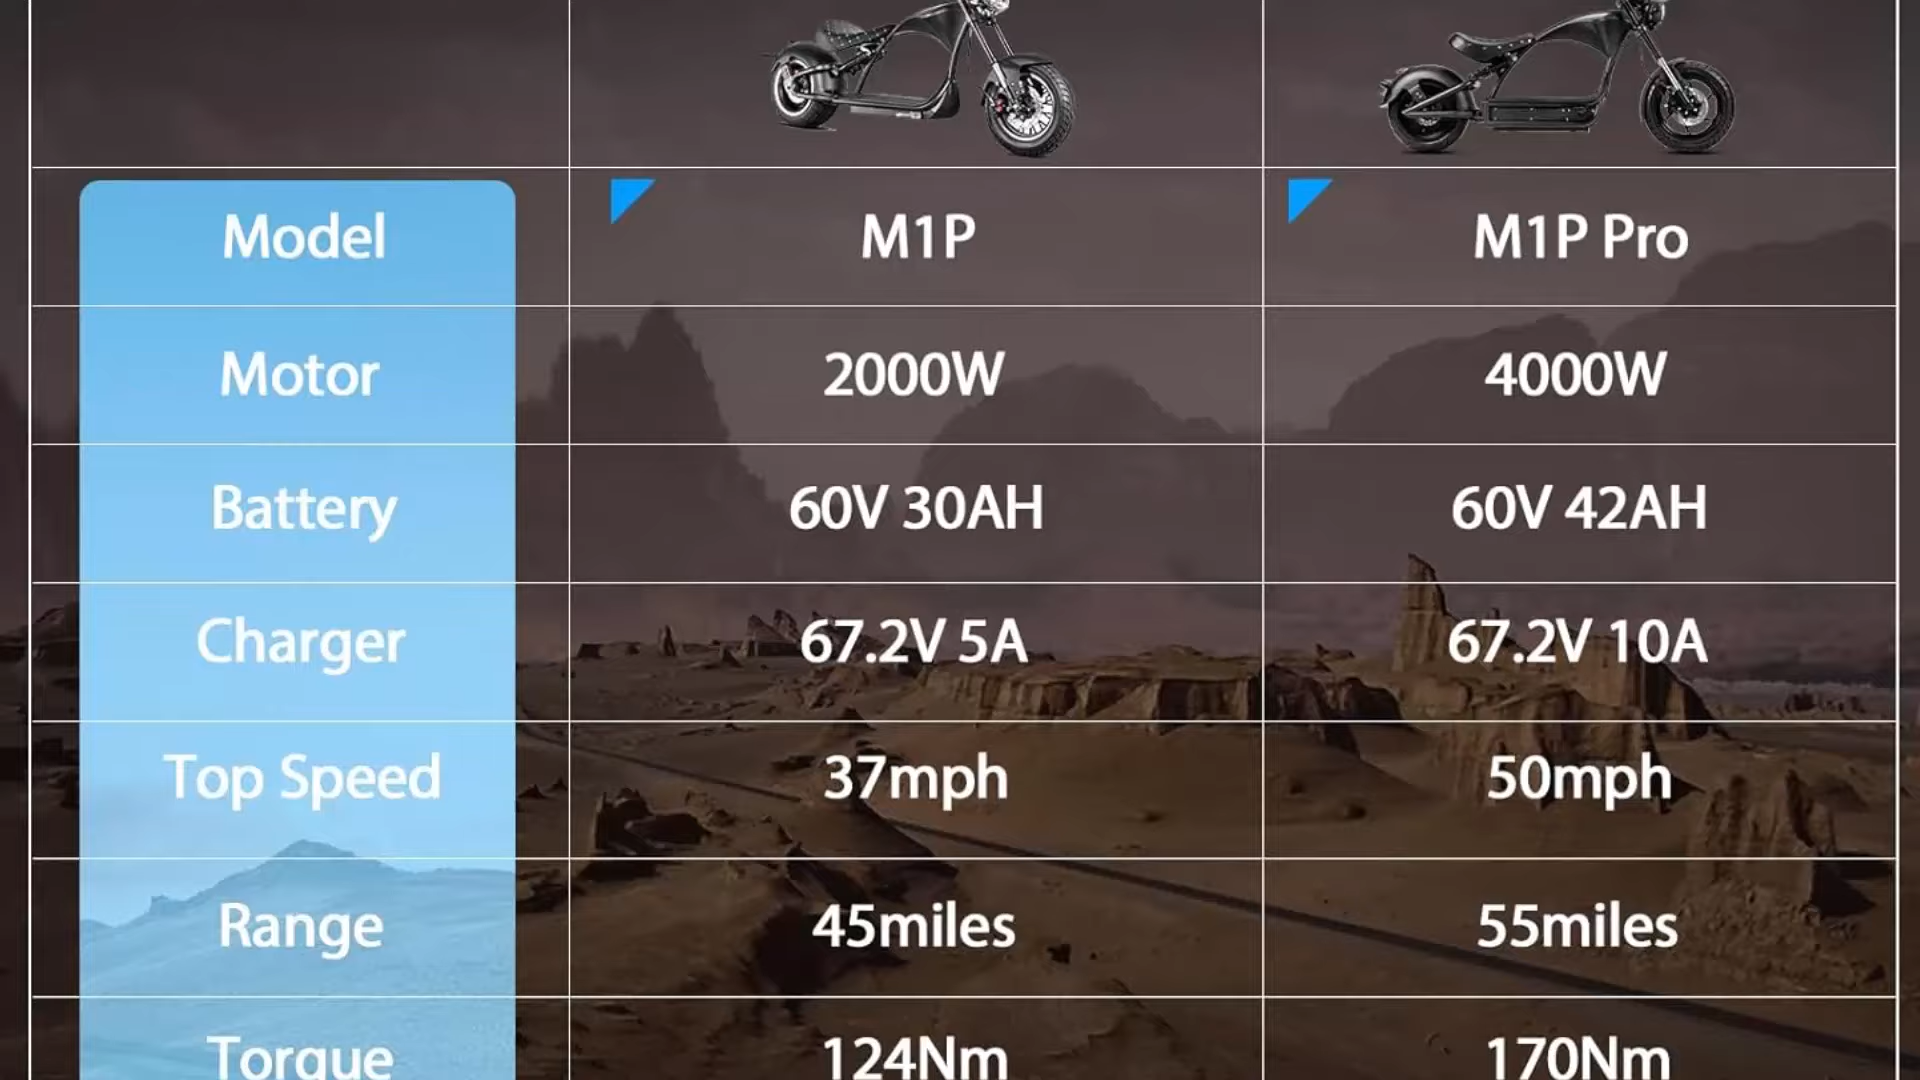 Model M1P M1P Pro
Motor 2000W 4000W
Battery 60V 30AH 60V 42AH
Charger 67.2V 5A 67.2V 10A
Top Speed 37mph 50mph
Range 45miles 55miles
Torque 124Nm 170Nm